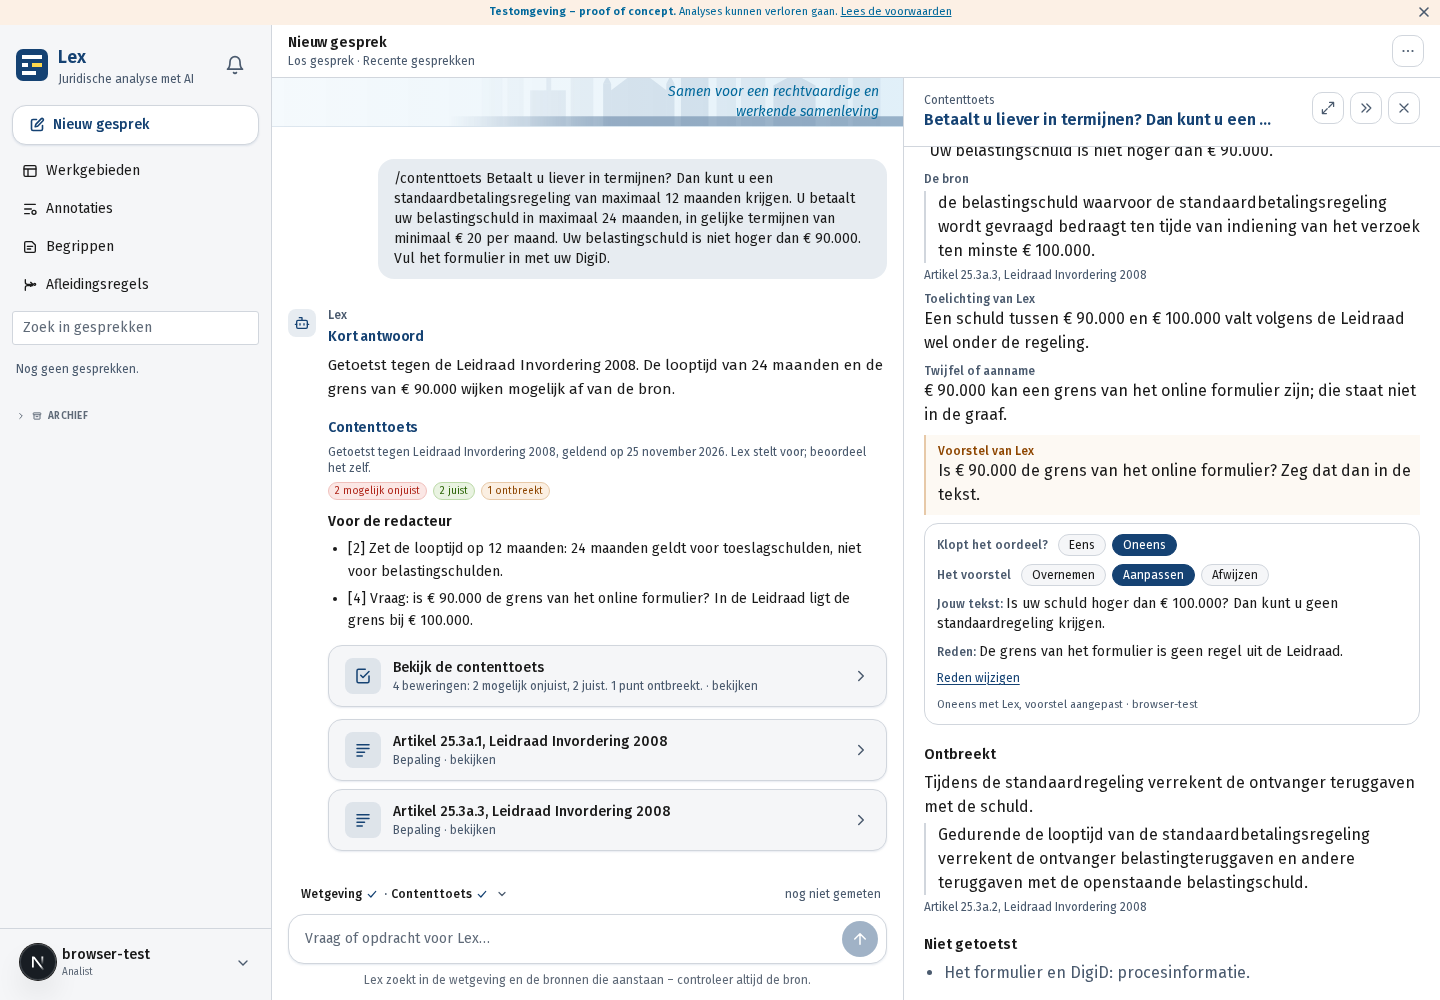 Testomgeving – proof of concept. Analyses kunnen verloren gaan. Lees de voorwaarden
Lex
Juridische analyse met AI
Nieuw gesprek
Werkgebieden
Annotaties
Begrippen
Afleidingsregels
Zoek in gesprekken
Nog geen gesprekken.
ARCHIEF
N
browser-test
Analist
Nieuw gesprek
Los gesprek · Recente gesprekken
Samen voor een rechtvaardige en
werkende samenleving
/contenttoets Betaalt u liever in termijnen? Dan kunt u een
standaardbetalingsregeling van maximaal 12 maanden krijgen. U betaalt
uw belastingschuld in maximaal 24 maanden, in gelijke termijnen van
minimaal € 20 per maand. Uw belastingschuld is niet hoger dan € 90.000.
Vul het formulier in met uw DigiD.
Lex
Kort antwoord
Getoetst tegen de Leidraad Invordering 2008. De looptijd van 24 maanden en de
grens van € 90.000 wijken mogelijk af van de bron.
Contenttoets
Getoetst tegen Leidraad Invordering 2008, geldend op 25 november 2026. Lex stelt voor; beoordeel
het zelf.
2 mogelijk onjuist
2 juist
1 ontbreekt
Voor de redacteur
• [2] Zet de looptijd op 12 maanden: 24 maanden geldt voor toeslagschulden, niet
voor belastingschulden.
• [4] Vraag: is € 90.000 de grens van het online formulier? In de Leidraad ligt de
grens bij € 100.000.
Bekijk de contenttoets
4 beweringen: 2 mogelijk onjuist, 2 juist. 1 punt ontbreekt. · bekijken
Artikel 25.3a.1, Leidraad Invordering 2008
Bepaling · bekijken
Artikel 25.3a.3, Leidraad Invordering 2008
Bepaling · bekijken
Wetgeving · Contenttoets
nog niet gemeten
Vraag of opdracht voor Lex…
Lex zoekt in de wetgeving en de bronnen die aanstaan – controleer altijd de bron.
Contenttoets
Betaalt u liever in termijnen? Dan kunt u een ...
Uw belastingschuld is niet hoger dan € 90.000.
De bron
de belastingschuld waarvoor de standaardbetalingsregeling
wordt gevraagd bedraagt ten tijde van indiening van het verzoek
ten minste € 100.000.
Artikel 25.3a.3, Leidraad Invordering 2008
Toelichting van Lex
Een schuld tussen € 90.000 en € 100.000 valt volgens de Leidraad
wel onder de regeling.
Twijfel of aanname
€ 90.000 kan een grens van het online formulier zijn; die staat niet
in de graaf.
Voorstel van Lex
Is € 90.000 de grens van het online formulier? Zeg dat dan in de
tekst.
Klopt het oordeel? Eens Oneens
Het voorstel Overnemen Aanpassen Afwijzen
Jouw tekst: Is uw schuld hoger dan € 100.000? Dan kunt u geen
standaardregeling krijgen.
Reden: De grens van het formulier is geen regel uit de Leidraad.
Reden wijzigen
Oneens met Lex, voorstel aangepast · browser-test
Ontbreekt
Tijdens de standaardregeling verrekent de ontvanger teruggaven
met de schuld.
Gedurende de looptijd van de standaardbetalingsregeling
verrekent de ontvanger belastingteruggaven en andere
teruggaven met de openstaande belastingschuld.
Artikel 25.3a.2, Leidraad Invordering 2008
Niet getoetst
• Het formulier en DigiD: procesinformatie.